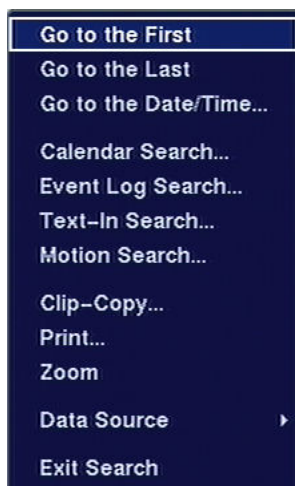 Go to the First
Go to the Last
Go to the Date/Time...
Calendar Search...
Event Log Search...
Text-In Search...
Motion Search...
Clip-Copy...
Print...
Zoom
Data Source
Exit Search